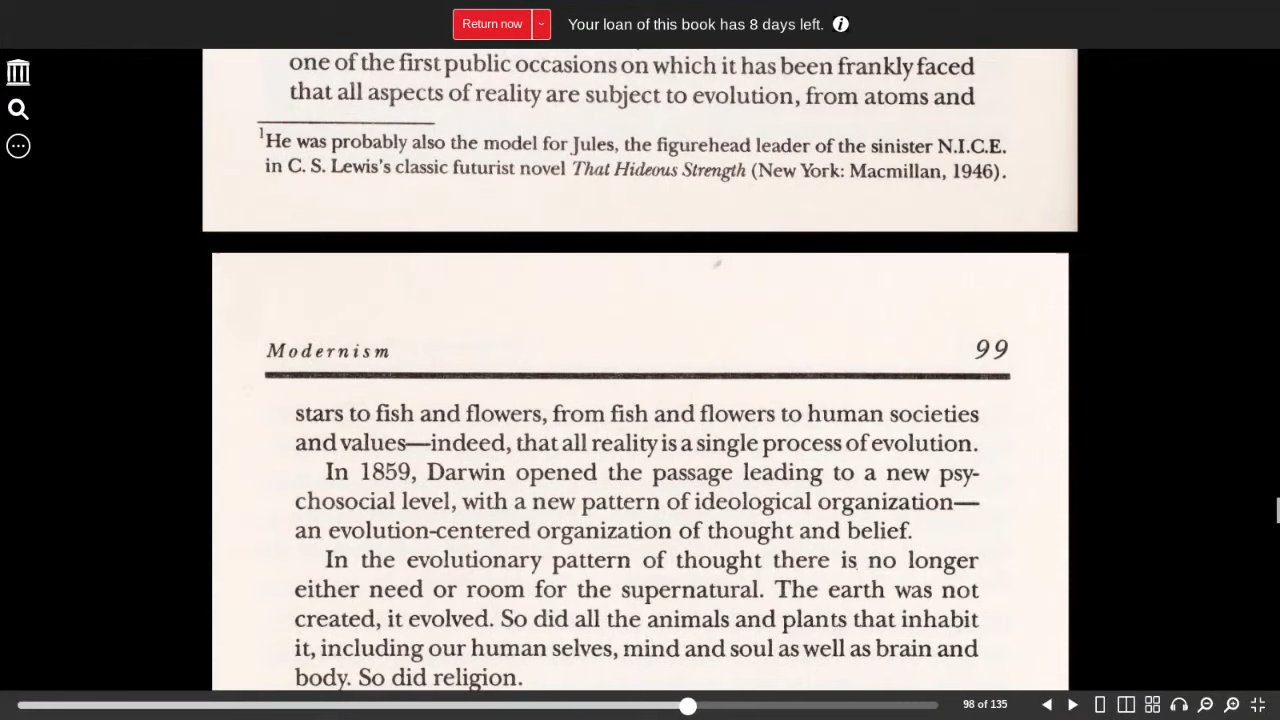 Return now
Your loan of this book has 8 days left.
one of the first public occasions on which it has been frankly faced
that all aspects of reality are subject to evolution, from atoms and
1He was probably also the model for Jules, the figurehead leader of the sinister N.I.C.E.
in C. S. Lewis's classic futurist novel That Hideous Strength (New York: Macmillan, 1946).
Modernism 99
stars to fish and flowers, from fish and flowers to human societies
and values—indeed, that all reality is a single process of evolution.
In 1859, Darwin opened the passage leading to a new psy-
chosocial level, with a new pattern of ideological organization—
an evolution-centered organization of thought and belief.
In the evolutionary pattern of thought there is no longer
either need or room for the supernatural. The earth was not
created, it evolved. So did all the animals and plants that inhabit
it, including our human selves, mind and soul as well as brain and
body. So did religion.
98 of 135